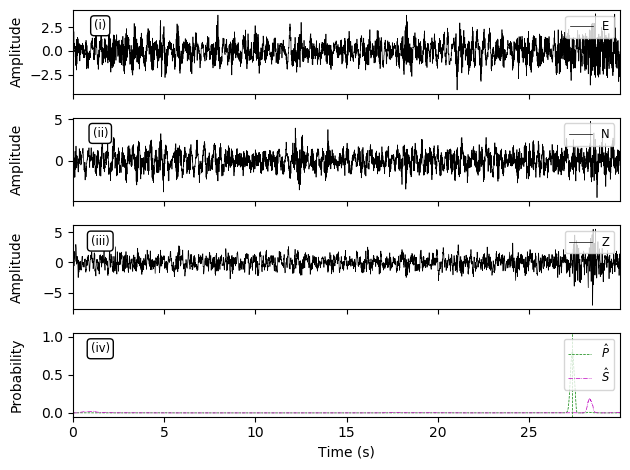 (i)
E
Amplitude
2.5
0.0
−2.5
(ii)
N
Amplitude
5
0
(iii)
Z
Amplitude
5
0
−5
(iv)
P̂
Ŝ
Probability
1.0
0.5
0.0
0 5 10 15 20 25
Time (s)